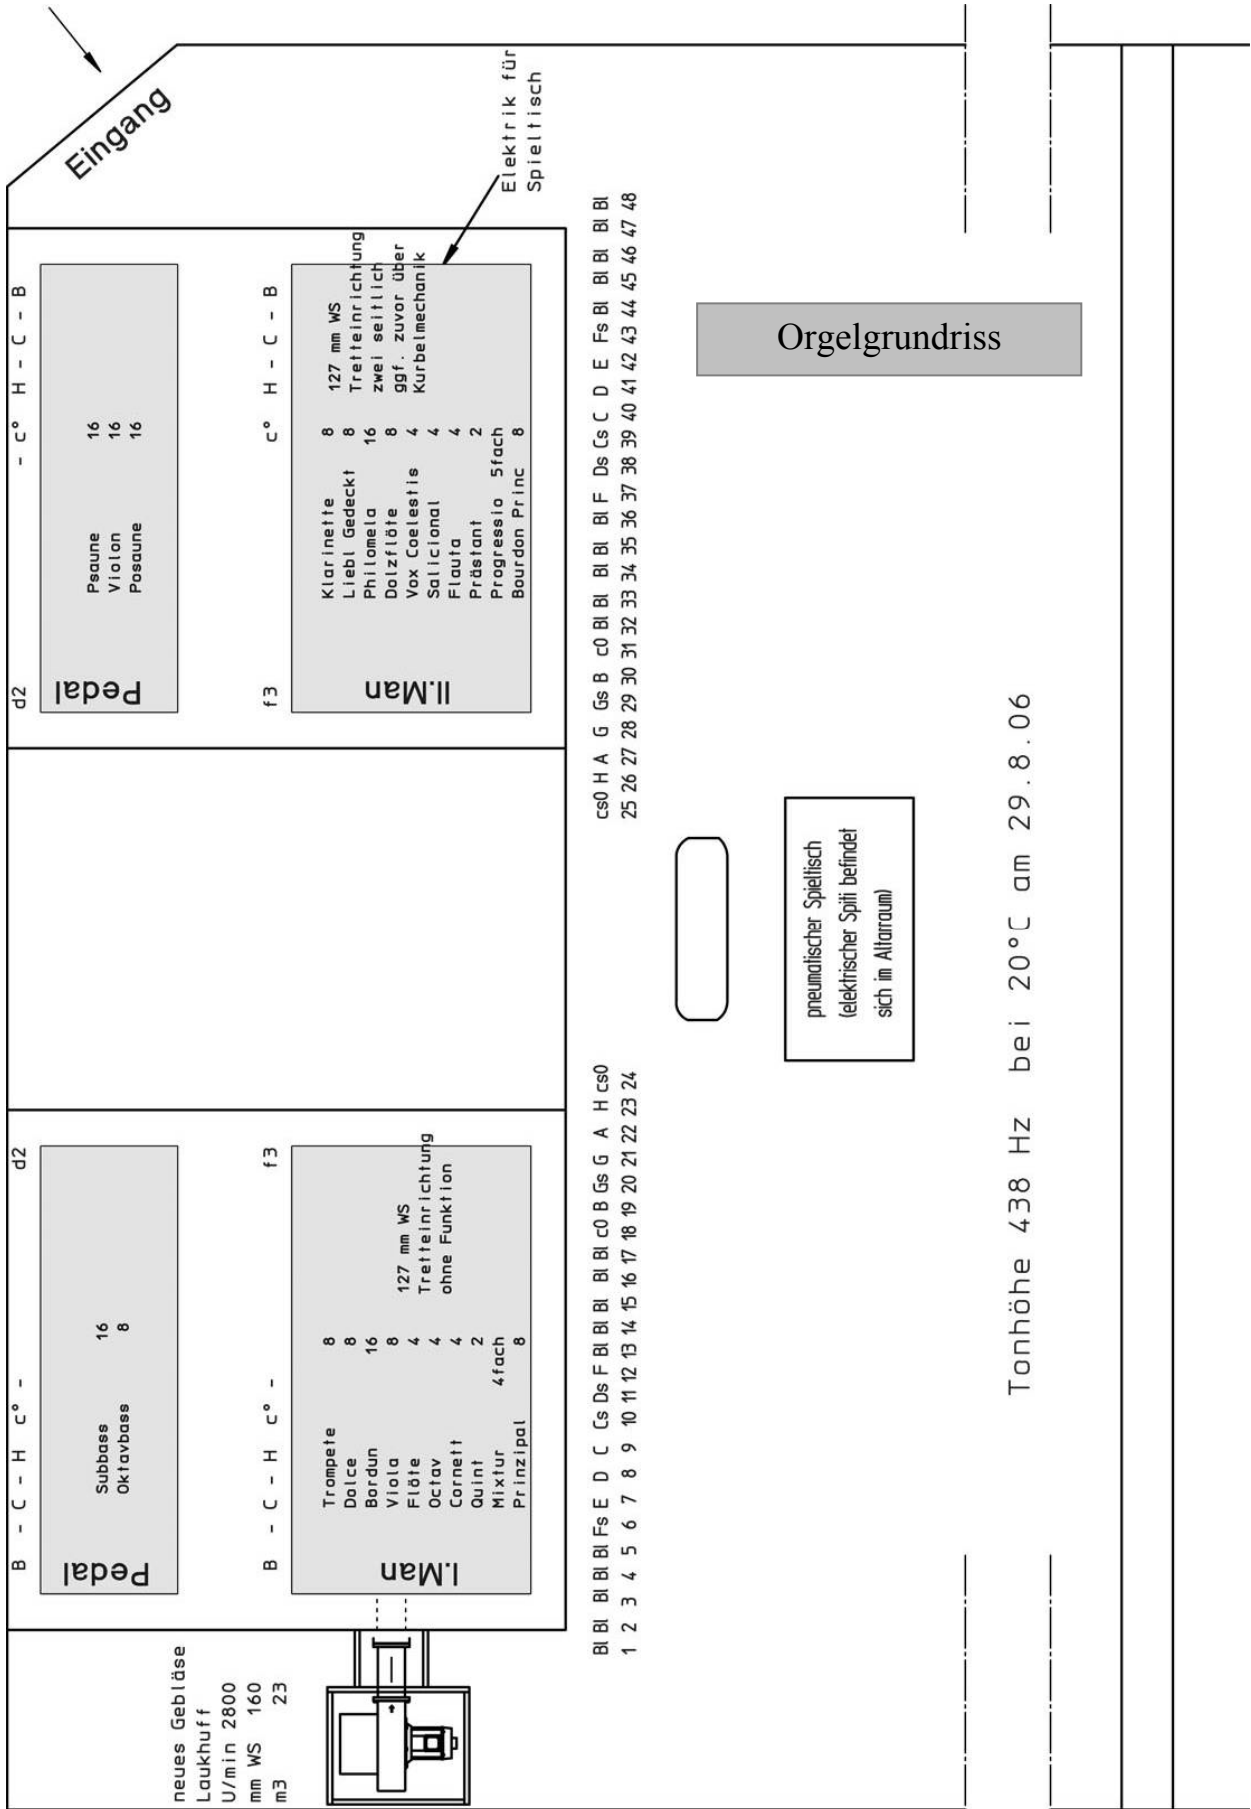 Eingang
Elektrik für
Spieltisch
neues Gebläse
Laukhuff
U/min 2800
mm WS 160
m3 23
B - C - H c° - d2
Pedal
Subbass 16
Oktavbass 8
B - C - H c° - f3
I.Man
Trompete 8
Dolce 8
Bordun 16
Viola 8
Flöte 4
Octav 4
Cornett 4
Quint 2
Mixtur 4fach
Prinzipal 8
127 mm WS
Tretteinrichtung
ohne Funktion
d2 - c° H - C - B
Pedal
Psaune 16
Violon 16
Posaune 16
f3 c° H - C - B
II.Man
Klarinette 8
Liebl Gedeckt 8
Philomela 16
Dolzflöte 8
Vox Coelestis 4
Salicional 4
Flauta 4
Prästant 2
Progressio 5fach
Bourdon Princ 8
127 mm WS
Tretteinrichtung
zwei seitlich
ggf. zuvor über
Kurbelmechanik
Bl Bl Bl Bl Bl Fs E D C Cs Ds F Bl Bl Bl Bl Bl c0 B Gs G A H cs0
1 2 3 4 5 6 7 8 9 10 11 12 13 14 15 16 17 18 19 20 21 22 23 24
cs0 H A G Gs B c0 Bl Bl Bl Bl Bl F Ds Cs C D E Fs Bl Bl Bl Bl Bl
25 26 27 28 29 30 31 32 33 34 35 36 37 38 39 40 41 42 43 44 45 46 47 48
pneumatischer Spieltisch
(elektrischer Spiti befindet
sich im Altarraum)
Orgelgrundriss
Tonhöhe 438 Hz bei 20°C am 29.8.06